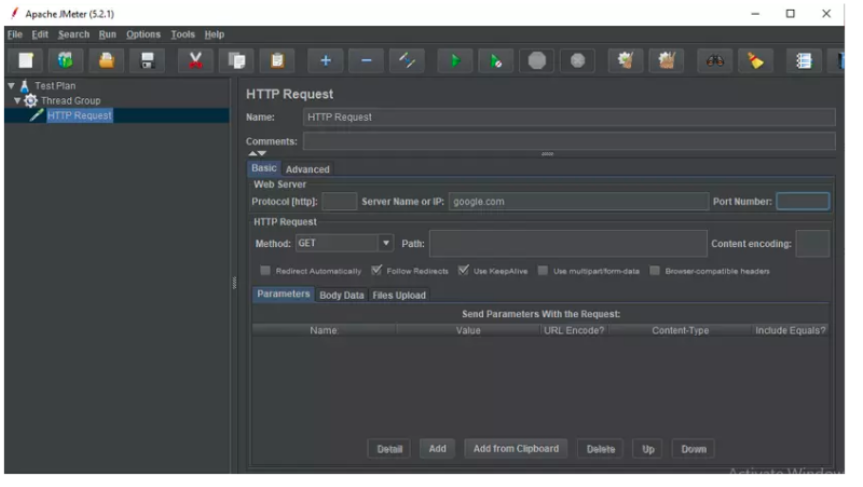 Apache JMeter (5.2.1)
File Edit Search Run Options Tools Help
Test Plan
Thread Group
HTTP Request
HTTP Request
Name: HTTP Request
Comments:
Basic Advanced
Web Server
Protocol [http]: Server Name or IP: google.com Port Number:
HTTP Request
Method: GET Path: Content encoding:
Redirect Automatically Follow Redirects Use KeepAlive Use multipart/form-data Browser-compatible headers
Parameters Body Data Files Upload
Send Parameters With the Request:
Name: Value URL Encode? Content-Type Include Equals?
Detail Add Add from Clipboard Delete Up Down
Activate Window